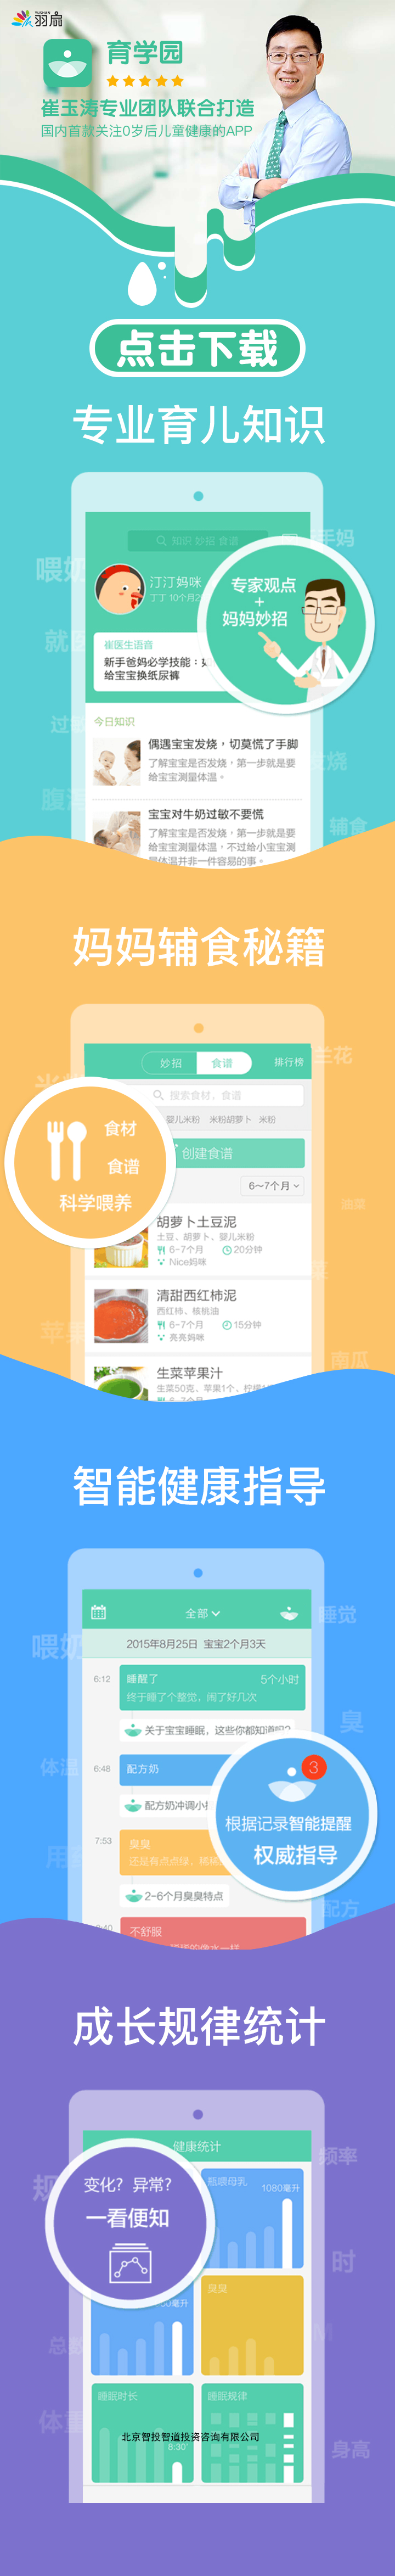 YUSHAN
羽扇
育学园
崔玉涛专业团队联合打造
国内首款关注0岁后儿童健康的APP
点击下载
专业育儿知识
知识 妙招 食谱
手妈
喂奶
汀汀妈咪
丁丁 10个月2
专家观点
+
妈妈妙招
就医
崔医生语音
新手爸妈必学技能：如
给宝宝换纸尿裤
过敏
今日知识
偶遇宝宝发烧，切莫慌了手脚
了解宝宝是否发烧，第一步就是要
给宝宝测量体温。
发烧
腹泻
宝宝对牛奶过敏不要慌
了解宝宝是否发烧，第一步就是要
给宝宝测量体温，不过给小宝宝测
量体温并非一件容易的事。
辅食
妈妈辅食秘籍
妙招
食谱
排行榜
兰花
搜索食材、食谱
婴儿米粉 米粉胡萝卜 米粉
食材
食谱
科学喂养
创建食谱
6～7个月
油菜
胡萝卜土豆泥
土豆、胡萝卜、婴儿米粉
6-7个月 20分钟
Nice妈咪
菜
清甜西红柿泥
西红柿、核桃油
6-7个月 15分钟
亮亮妈咪
苹果
南瓜
生菜苹果汁
生菜50克，苹果1个，柠檬1
智能健康指导
全部
睡觉
2015年8月25日 宝宝2个月3天
喂奶
6:12
睡醒了 5个小时
终于睡了个整觉，闹了好几次
关于宝宝睡眠，这些你都知道吗？
臭
体温
6:48
配方奶
配方奶冲调小
3
根据记录智能提醒
权威指导
7:53
臭臭
还是有点点绿，稀稀
2-6个月臭臭特点
配方
:40
不舒服
成长规律统计
健康统计
频率
变化？异常？
一看便知
瓶喂母乳
1080毫升
时
0毫升
臭臭
M
总数
睡眠时长
睡眠规律
体重
北京智投智道投资咨询有限公司
8:30
身高